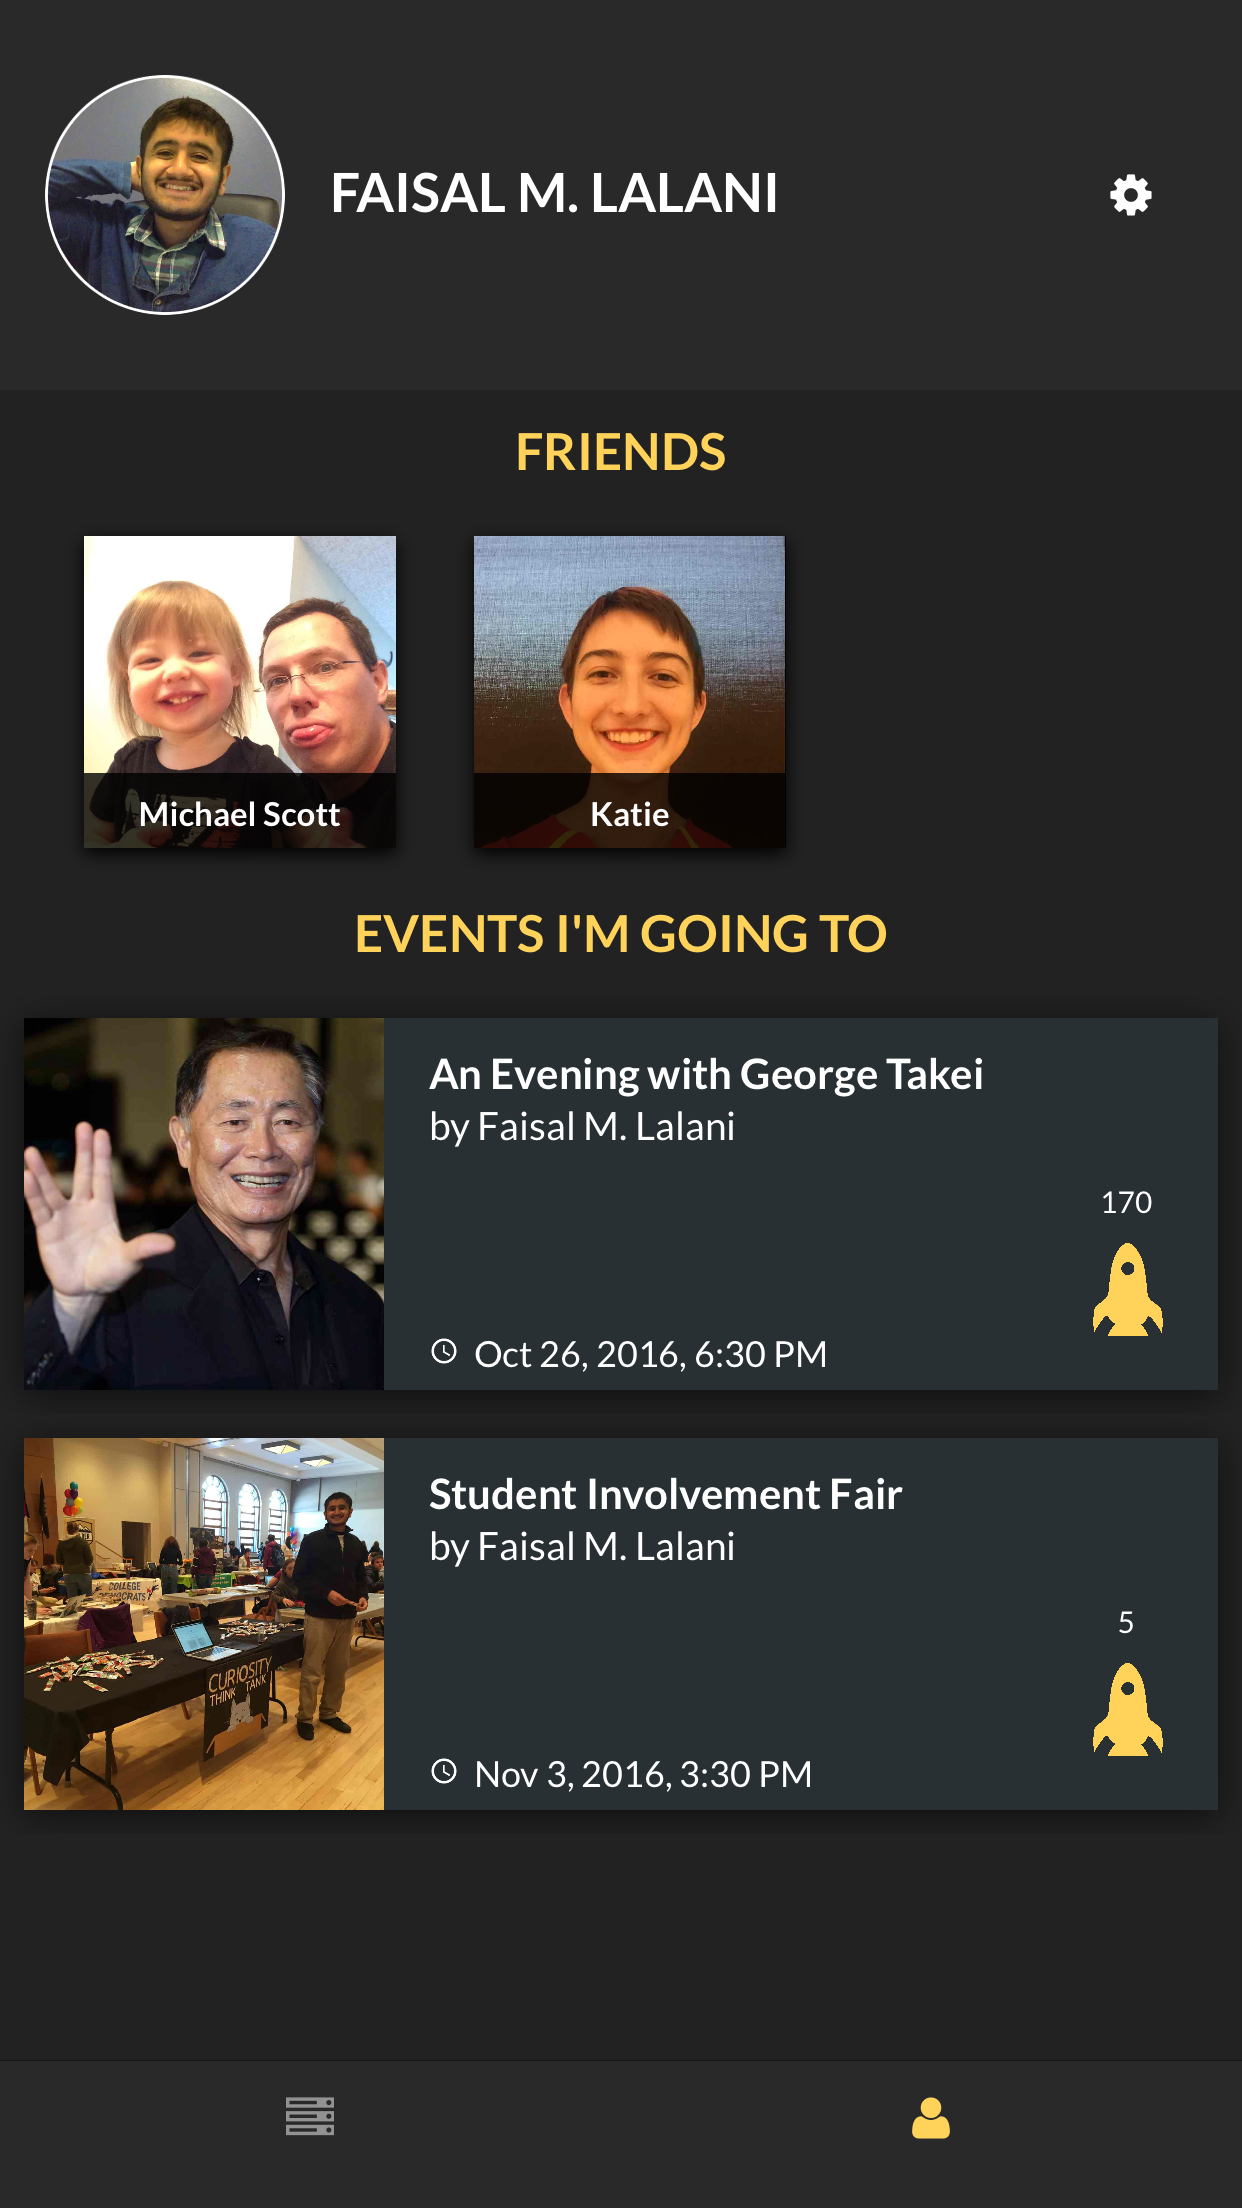 FAISAL M. LALANI
FRIENDS
Michael Scott
Katie
EVENTS I'M GOING TO
An Evening with George Takei
by Faisal M. Lalani
170
Oct 26, 2016, 6:30 PM
Student Involvement Fair
by Faisal M. Lalani
5
COLLEGE
DEMOCRATS
CURIOSITY
THINK TANK
Nov 3, 2016, 3:30 PM